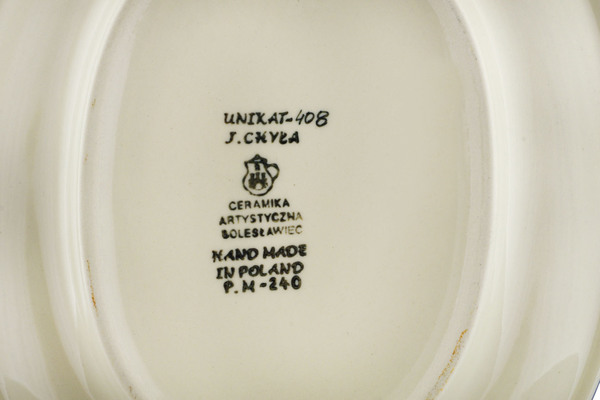 UNIKAT-408
J. CHYŁA
CERAMIKA
ARTYSTYCZNA
BOLESŁAWIEC
HAND MADE
IN POLAND
P.M-240